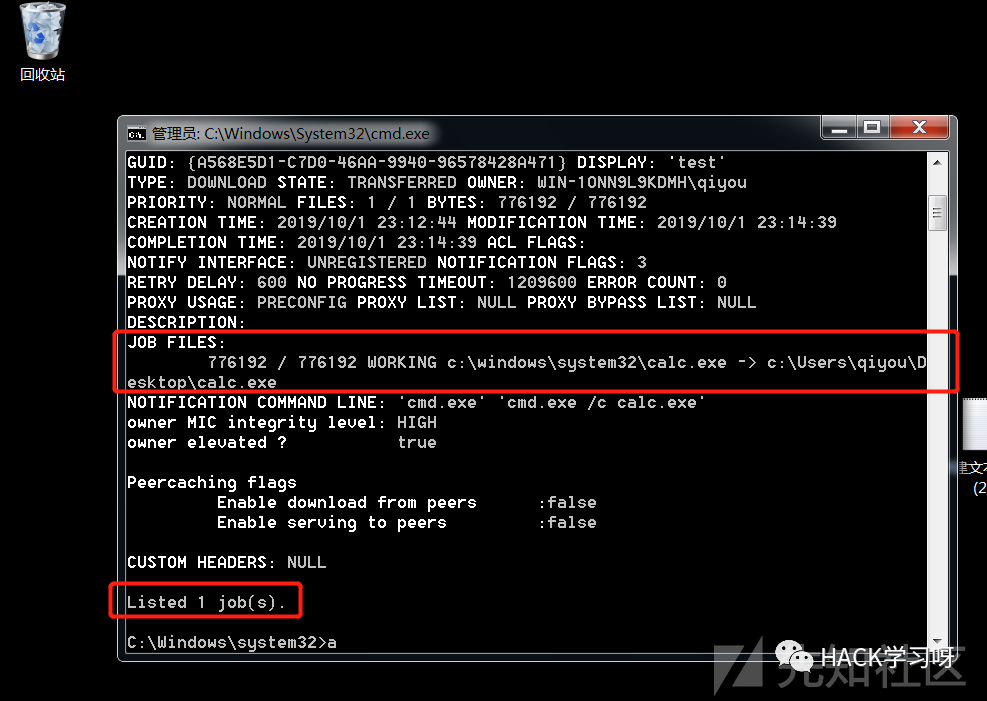 回收站
管理员: C:\Windows\System32\cmd.exe
GUID: {A568E5D1-C7D0-46AA-9940-96578428A471} DISPLAY: 'test'
TYPE: DOWNLOAD STATE: TRANSFERRED OWNER: WIN-1ONN9L9KDMH\qiyou
PRIORITY: NORMAL FILES: 1 / 1 BYTES: 776192 / 776192
CREATION TIME: 2019/10/1 23:12:44 MODIFICATION TIME: 2019/10/1 23:14:39
COMPLETION TIME: 2019/10/1 23:14:39 ACL FLAGS:
NOTIFY INTERFACE: UNREGISTERED NOTIFICATION FLAGS: 3
RETRY DELAY: 600 NO PROGRESS TIMEOUT: 1209600 ERROR COUNT: 0
PROXY USAGE: PRECONFIG PROXY LIST: NULL PROXY BYPASS LIST: NULL
DESCRIPTION:
JOB FILES:
776192 / 776192 WORKING c:\windows\system32\calc.exe -> c:\Users\qiyou\D
esktop\calc.exe
NOTIFICATION COMMAND LINE: 'cmd.exe' 'cmd.exe /c calc.exe'
owner MIC integrity level: HIGH
owner elevated ? true
Peercaching flags
Enable download from peers :false
Enable serving to peers :false
CUSTOM HEADERS: NULL
Listed 1 job(s).
C:\Windows\system32>a
建文本
(2
HACK学习呀
先知社区